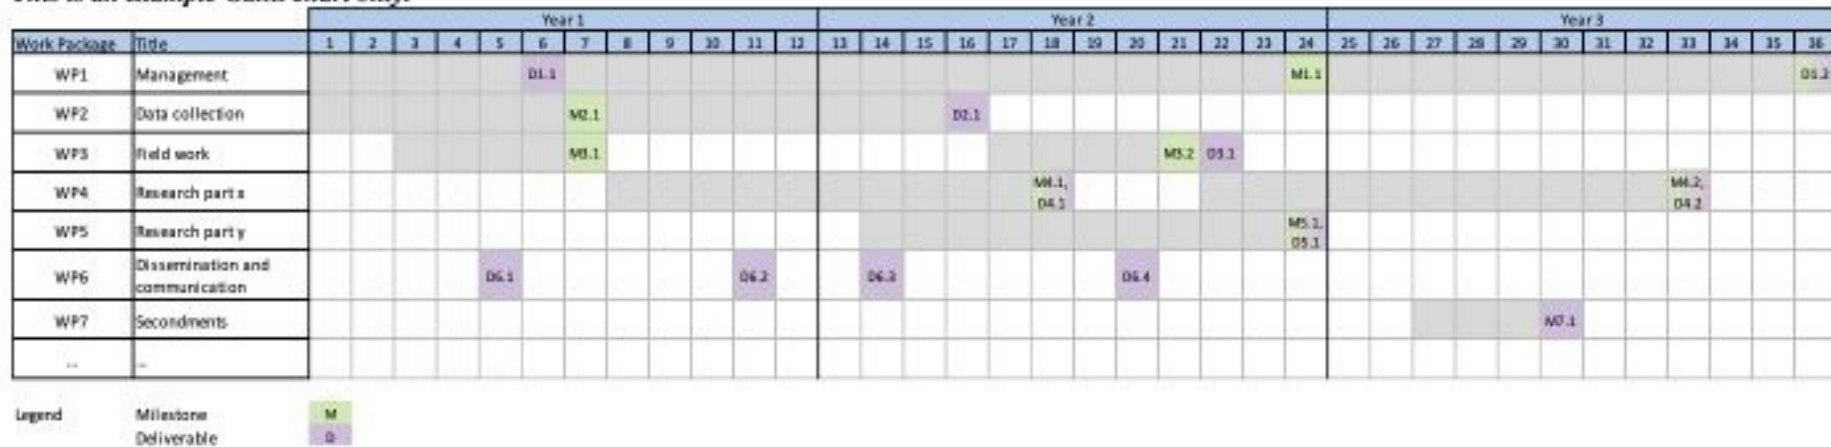 This is an example Gantt chart only.
Year 1 Year 2 Year 3
Work Package Title 1 2 3 4 5 6 7 8 9 10 11 12 13 14 15 16 17 18 19 20 21 22 23 24 25 26 27 28 29 30 31 32 33 34 35 36
WP1 Management D1.1 M1.1 D1.2
WP2 Data collection M2.1 D2.1
WP3 Field work M3.1 M3.2 D3.1
WP4 Research part x M4.1, M4.2,
D4.1 D4.2
WP5 Research part y M5.1,
D5.1
WP6 Dissemination and
communication D6.1 D6.2 D6.3 D6.4
WP7 Secondments M7.1
... ...
Legend Milestone M
Deliverable D